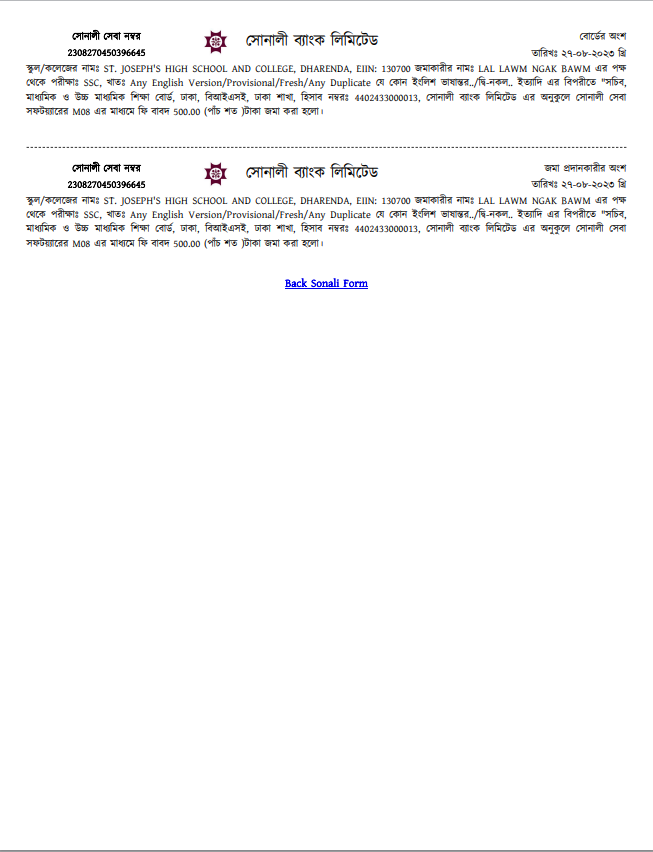 সোনালী সেবা নম্বর
2308270450396645
সোনালী ব্যাংক লিমিটেড
বোর্ডের অংশ
তারিখঃ ২৭-০৮-২০২৩ খ্রি
স্কুল/কলেজের নামঃ ST. JOSEPH'S HIGH SCHOOL AND COLLEGE, DHARENDA, EIIN: 130700 জমাকারীর নামঃ LAL LAWM NGAK BAWM এর পক্ষ
থেকে পরীক্ষাঃ SSC, খাতঃ Any English Version/Provisional/Fresh/Any Duplicate যে কোন ইংলিশ ভাষান্তর../দ্বি-নকল.. ইত্যাদি এর বিপরীতে "সচিব,
মাধ্যমিক ও উচ্চ মাধ্যমিক শিক্ষা বোর্ড, ঢাকা, বিআইএসই, ঢাকা শাখা, হিসাব নম্বরঃ 4402433000013, সোনালী ব্যাংক লিমিটেড এর অনুকুলে সোনালী সেবা
সফটয়্যারের M08 এর মাধ্যমে ফি বাবদ 500.00 (পাঁচ শত )টাকা জমা করা হলো।
সোনালী সেবা নম্বর
2308270450396645
সোনালী ব্যাংক লিমিটেড
জমা প্রদানকারীর অংশ
তারিখঃ ২৭-০৮-২০২৩ খ্রি
স্কুল/কলেজের নামঃ ST. JOSEPH'S HIGH SCHOOL AND COLLEGE, DHARENDA, EIIN: 130700 জমাকারীর নামঃ LAL LAWM NGAK BAWM এর পক্ষ
থেকে পরীক্ষাঃ SSC, খাতঃ Any English Version/Provisional/Fresh/Any Duplicate যে কোন ইংলিশ ভাষান্তর../দ্বি-নকল.. ইত্যাদি এর বিপরীতে "সচিব,
মাধ্যমিক ও উচ্চ মাধ্যমিক শিক্ষা বোর্ড, ঢাকা, বিআইএসই, ঢাকা শাখা, হিসাব নম্বরঃ 4402433000013, সোনালী ব্যাংক লিমিটেড এর অনুকুলে সোনালী সেবা
সফটয়্যারের M08 এর মাধ্যমে ফি বাবদ 500.00 (পাঁচ শত )টাকা জমা করা হলো।
Back Sonali Form